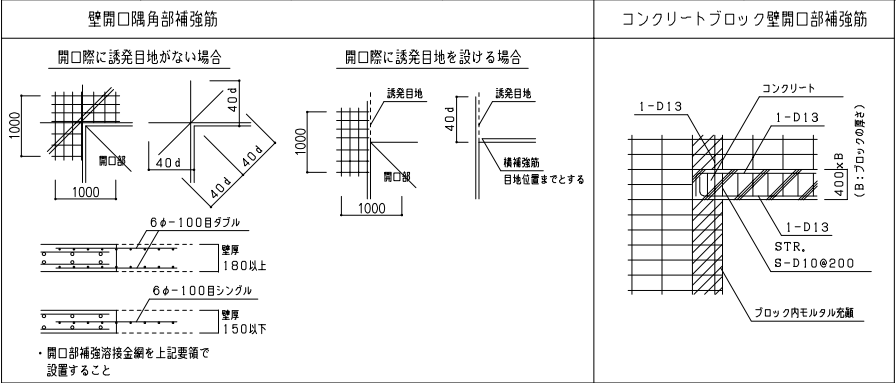 壁開口隅角部補強筋
開口際に誘発目地がない場合
1000
開口部
1000
40d
40d
40d
40d
開口際に誘発目地を設ける場合
誘発目地
1000
開口部
1000
誘発目地
40d
横補強筋
目地位置までとする
6φ-100目ダブル
壁厚
180以上
6φ-100目シングル
壁厚
150以下
・開口部補強溶接金網を上記要領で
設置すること
コンクリートブロック壁開口部補強筋
コンクリート
1-D13
1-D13
400×B
(B:ブロックの厚さ)
1-D13
STR.
S-D10@200
ブロック内モルタル充顚